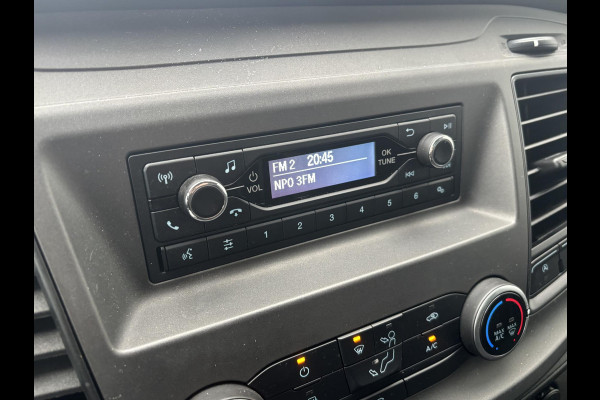 FM 2 20:45
NPO 3FM
VOL
OK
TUNE
1 2 3 4 5 6
MAX
A/C
MAX
A/C